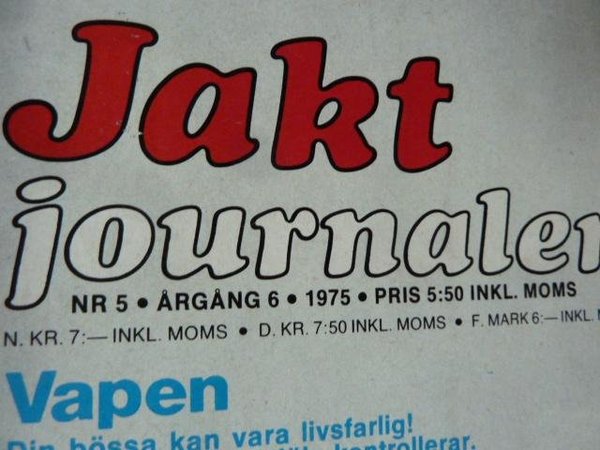 Jakt
journalen
NR 5 • ÅRGÅNG 6 • 1975 • PRIS 5:50 INKL. MOMS
N. KR. 7:— INKL. MOMS • D. KR. 7:50 INKL. MOMS • F. MARK 6:— INKL.
Vapen
Din bössa kan vara livsfarlig!
kontrollerar.